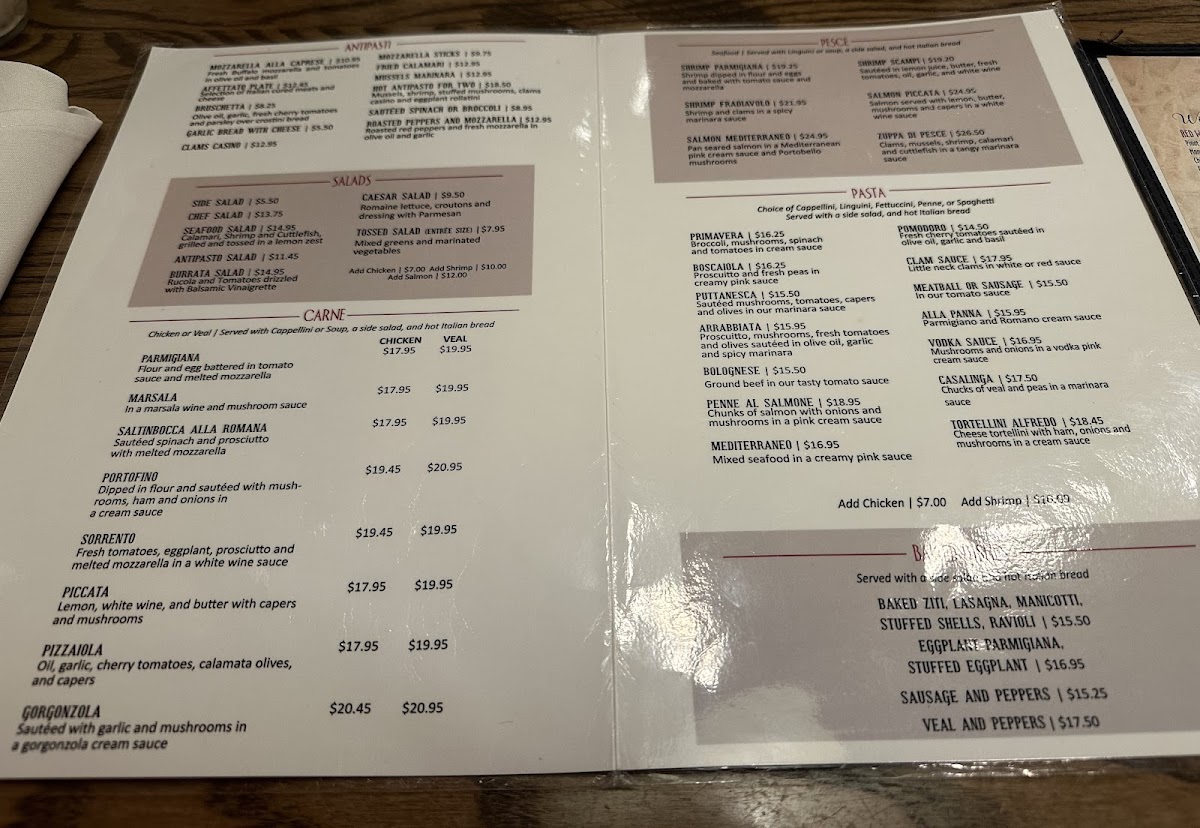 ANTIPASTI
MOZZARELLA ALLA CAPRESE | $10.95
Fresh Buffalo mozzarella and tomatoes
in olive oil and basil
AFFETTATO PLATE | $12.45
Selection of Italian cured meats and
cheese
BRUSCHETTA | $8.25
Olive oil, garlic, fresh cherry tomatoes
and parsley over crostini bread
GARLIC BREAD WITH CHEESE | $5.50
CLAMS CASINO | $12.95
MOZZARELLA STICKS | $9.75
FRIED CALAMARI | $12.95
MUSSELS MARINARA | $12.95
HOT ANTIPASTO FOR TWO | $18.50
Mussels, shrimp, stuffed mushrooms, clams
casino and eggplant rollatini
SAUTÉED SPINACH OR BROCCOLI | $8.95
ROASTED PEPPERS AND MOZZARELLA | $12.95
Roasted red peppers and fresh mozzarella in
olive oil and garlic
SALADS
SIDE SALAD | $5.50
CHEF SALAD | $13.75
SEAFOOD SALAD | $14.95
Calamari, Shrimp and Cuttlefish,
grilled and tossed in a lemon zest
ANTIPASTO SALAD | $11.45
BURRATA SALAD | $14.95
Rucola and Tomatoes drizzled
with Balsamic Vinaigrette
CAESAR SALAD | $9.50
Romaine lettuce, croutons and
dressing with Parmesan
TOSSED SALAD (ENTRÉE SIZE) | $7.95
Mixed greens and marinated
vegetables
Add Chicken | $7.00 Add Shrimp | $10.00
Add Salmon | $12.00
CARNE
Chicken or Veal | Served with Cappellini or Soup, a side salad, and hot Italian bread
CHICKEN VEAL
PARMIGIANA $17.95 $19.95
Flour and egg battered in tomato
sauce and melted mozzarella
MARSALA $17.95 $19.95
In a marsala wine and mushroom sauce
SALTINBOCCA ALLA ROMANA $17.95 $19.95
Sautéed spinach and prosciutto
with melted mozzarella
PORTOFINO $19.45 $20.95
Dipped in flour and sautéed with mush-
rooms, ham and onions in
a cream sauce
SORRENTO $19.45 $19.95
Fresh tomatoes, eggplant, prosciutto and
melted mozzarella in a white wine sauce
PICCATA $17.95 $19.95
Lemon, white wine, and butter with capers
and mushrooms
PIZZAIOLA $17.95 $19.95
Oil, garlic, cherry tomatoes, calamata olives,
and capers
GORGONZOLA $20.45 $20.95
Sautéed with garlic and mushrooms in
a gorgonzola cream sauce
PESCE
Seafood | Served with Linguini or soup, a side salad, and hot Italian bread
SHRIMP PARMIGIANA | $19.25
Shrimp dipped in flour and eggs
and baked with tomato sauce and
mozzarella
SHRIMP FRADIAVOLO | $21.95
Shrimp and clams in a spicy
marinara sauce
SALMON MEDITERRANEO | $24.95
Pan seared salmon in a Mediterranean
pink cream sauce and Portobello
mushrooms
SHRIMP SCAMPI | $19.20
Sautéed in lemon juice, butter, fresh
tomatoes, oil, garlic, and white wine
SALMON PICCATA | $24.95
Salmon served with lemon, butter,
mushrooms and capers in a white
wine sauce
ZUPPA DI PESCE | $26.50
Clams, mussels, shrimp, calamari
and cuttlefish in a tangy marinara
sauce
PASTA
Choice of Cappellini, Linguini, Fettuccini, Penne, or Spaghetti
Served with a side salad, and hot Italian bread
PRIMAVERA | $16.25
Broccoli, mushrooms, spinach
and tomatoes in cream sauce
BOSCAIOLA | $16.25
Prosciutto and fresh peas in
creamy pink sauce
PUTTANESCA | $15.50
Sautéed mushrooms, tomatoes, capers
and olives in our marinara sauce
ARRABBIATA | $15.95
Prosciutto, mushrooms, fresh tomatoes
and olives sautéed in olive oil, garlic
and spicy marinara
BOLOGNESE | $15.50
Ground beef in our tasty tomato sauce
PENNE AL SALMONE | $18.95
Chunks of salmon with onions and
mushrooms in a pink cream sauce
MEDITERRANEO | $16.95
Mixed seafood in a creamy pink sauce
POMODORO | $14.50
Fresh cherry tomatoes sautéed in
olive oil, garlic and basil
CLAM SAUCE | $17.95
Little neck clams in white or red sauce
MEATBALL OR SAUSAGE | $15.50
In our tomato sauce
ALLA PANNA | $15.95
Parmigiano and Romano cream sauce
VODKA SAUCE | $16.95
Mushrooms and onions in a vodka pink
cream sauce
CASALINGA | $17.50
Chucks of veal and peas in a marinara
sauce
TORTELLINI ALFREDO | $18.45
Cheese tortellini with ham, onions and
mushrooms in a cream sauce
Add Chicken | $7.00 Add Shrimp |
Served with a side salad and hot Italian bread
BAKED ZITI, LASAGNA, MANICOTTI,
STUFFED SHELLS, RAVIOLI | $15.50
EGGPLANT PARMIGIANA,
STUFFED EGGPLANT | $16.95
SAUSAGE AND PEPPERS | $15.25
VEAL AND PEPPERS | $17.50